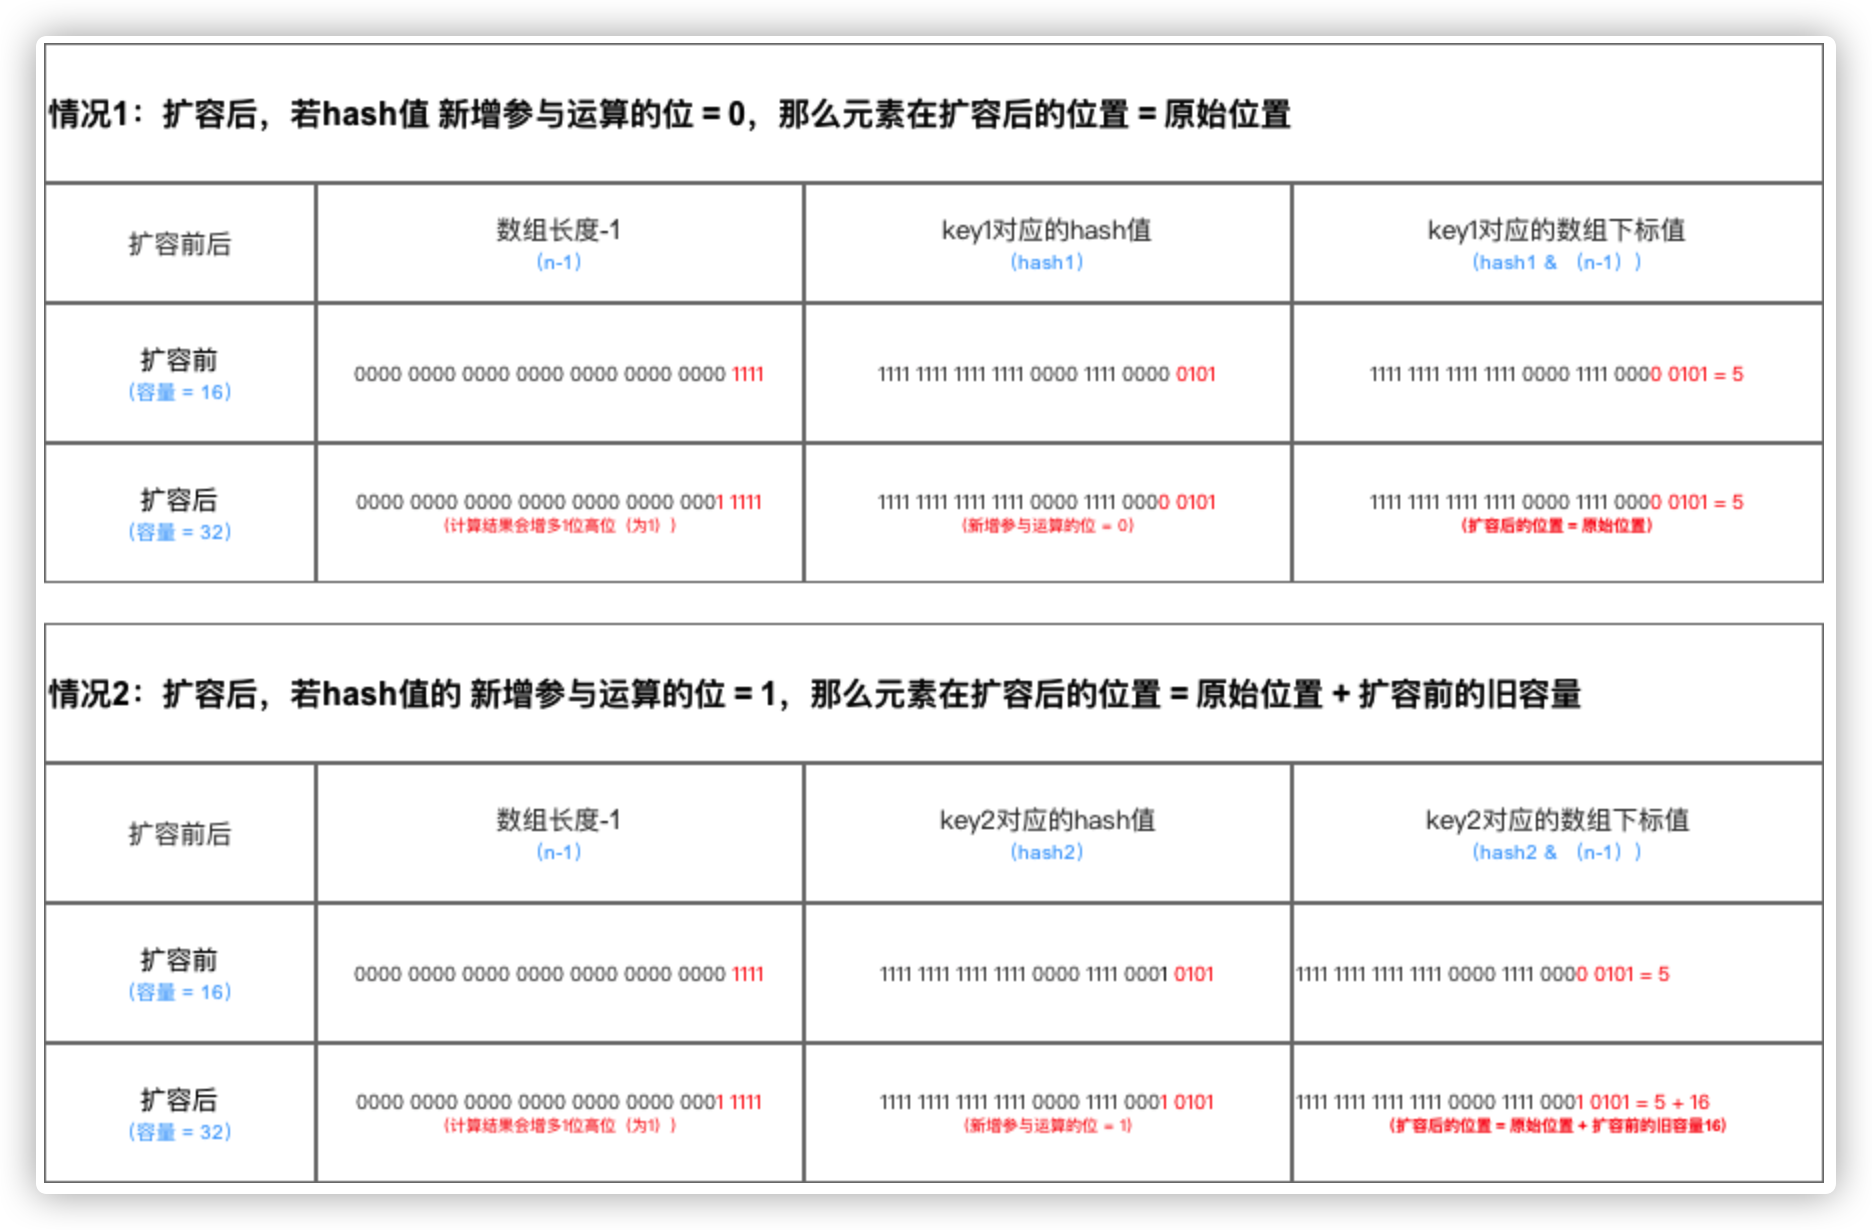 情况1：扩容后，若hash值 新增参与运算的位 = 0，那么元素在扩容后的位置 = 原始位置
扩容前后
数组长度-1
（n-1）
key1对应的hash值
（hash1）
key1对应的数组下标值
（hash1 & （n-1））
扩容前
（容量 = 16）
0000 0000 0000 0000 0000 0000 0000 1111
1111 1111 1111 1111 0000 1111 0000 0101
1111 1111 1111 1111 0000 1111 0000 0101 = 5
扩容后
（容量 = 32）
0000 0000 0000 0000 0000 0000 0001 1111
（计算结果会增多1位高位（为1））
1111 1111 1111 1111 0000 1111 0000 0101
（新增参与运算的位 = 0）
1111 1111 1111 1111 0000 1111 0000 0101 = 5
（扩容后的位置 = 原始位置）
情况2：扩容后，若hash值的 新增参与运算的位 = 1，那么元素在扩容后的位置 = 原始位置 + 扩容前的旧容量
扩容前后
数组长度-1
（n-1）
key2对应的hash值
（hash2）
key2对应的数组下标值
（hash2 & （n-1））
扩容前
（容量 = 16）
0000 0000 0000 0000 0000 0000 0000 1111
1111 1111 1111 1111 0000 1111 0001 0101
1111 1111 1111 1111 0000 1111 0000 0101 = 5
扩容后
（容量 = 32）
0000 0000 0000 0000 0000 0000 0001 1111
（计算结果会增多1位高位（为1））
1111 1111 1111 1111 0000 1111 0001 0101
（新增参与运算的位 = 1）
1111 1111 1111 1111 0000 1111 0001 0101 = 5 + 16
（扩容后的位置 = 原始位置 + 扩容前的旧容量16）